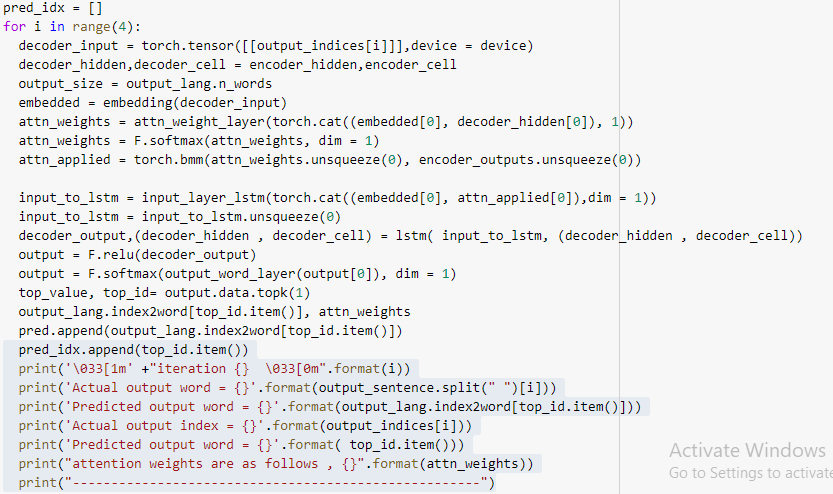 pred_idx = []
for i in range(4):
  decoder_input = torch.tensor([[output_indices[i]]],device = device)
  decoder_hidden,decoder_cell = encoder_hidden,encoder_cell
  output_size = output_lang.n_words
  embedded = embedding(decoder_input)
  attn_weights = attn_weight_layer(torch.cat((embedded[0], decoder_hidden[0]), 1))
  attn_weights = F.softmax(attn_weights, dim = 1)
  attn_applied = torch.bmm(attn_weights.unsqueeze(0), encoder_outputs.unsqueeze(0))

  input_to_lstm = input_layer_lstm(torch.cat((embedded[0], attn_applied[0]),dim = 1))
  input_to_lstm = input_to_lstm.unsqueeze(0)
  decoder_output,(decoder_hidden , decoder_cell) = lstm( input_to_lstm, (decoder_hidden , decoder_cell))
  output = F.relu(decoder_output)
  output = F.softmax(output_word_layer(output[0]), dim = 1)
  top_value, top_id= output.data.topk(1)
  output_lang.index2word[top_id.item()], attn_weights
  pred.append(output_lang.index2word[top_id.item()])
  pred_idx.append(top_id.item())
  print('\033[1m' +"iteration {}  \033[0m".format(i))
  print('Actual output word = {}'.format(output_sentence.split(" ")[i]))
  print('Predicted output word = {}'.format(output_lang.index2word[top_id.item()]))
  print('Actual output index = {}'.format(output_indices[i]))
  print('Predicted output word = {}'.format( top_id.item()))
  print("attention weights are as follows , {}".format(attn_weights))
  print("---------------------------------------------------")
Activate Windows
Go to Settings to activate